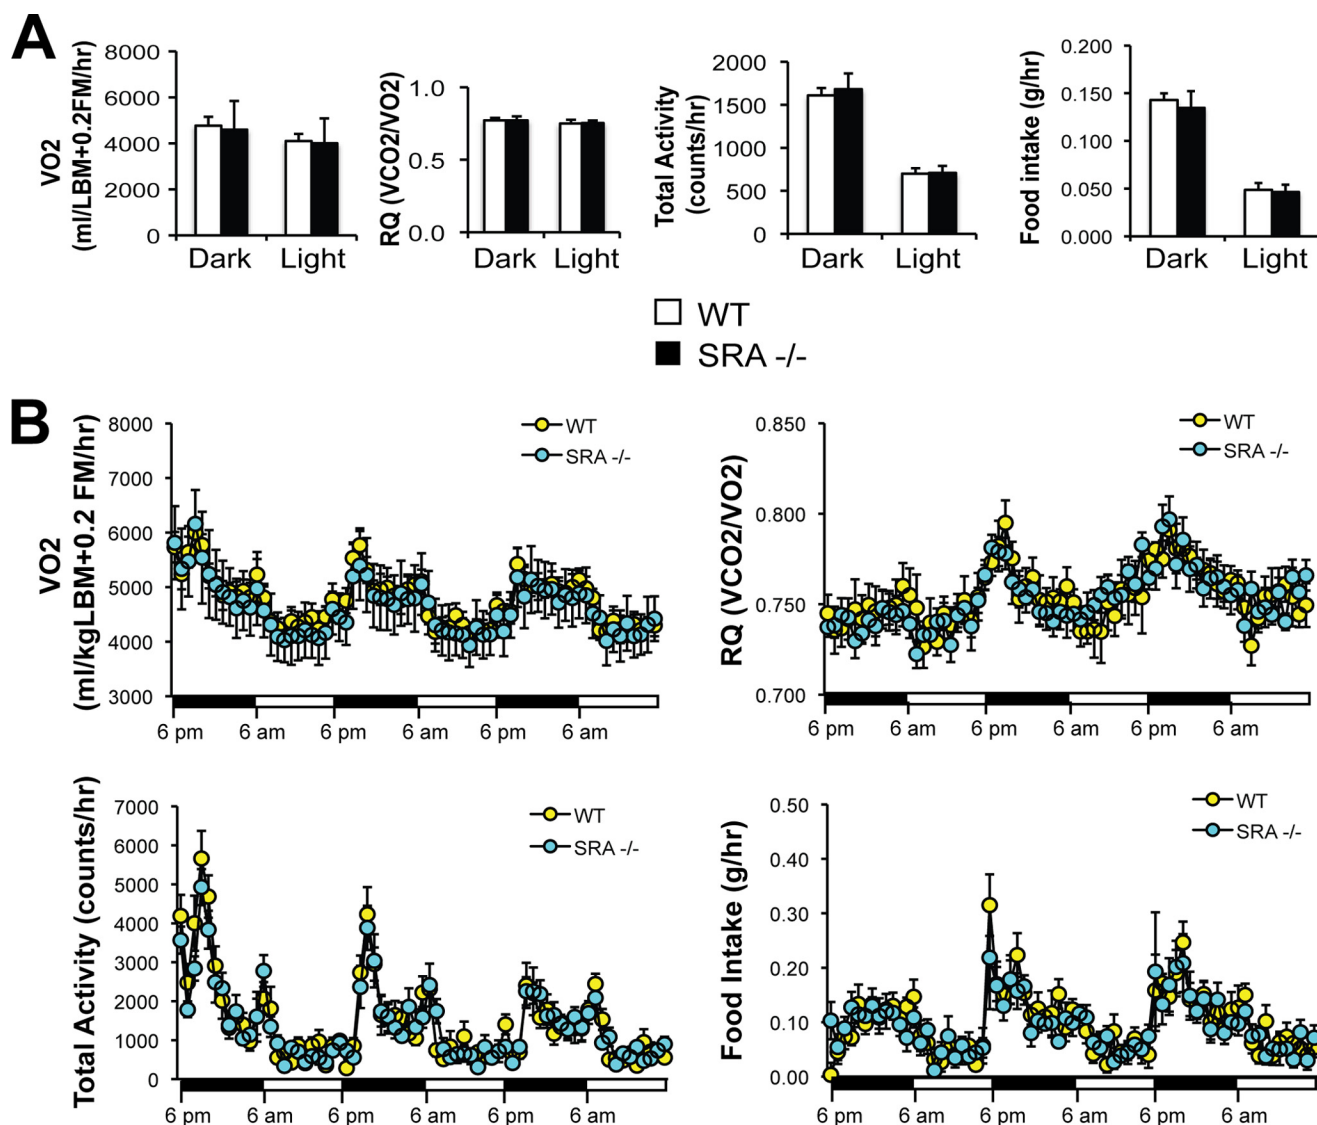 A
VO2
(ml/LBM+0.2FM/hr)
8000
6000
4000
2000
0
Dark Light
RQ (VCO2/VO2)
1.0
0.5
0.0
Dark Light
Total Activity
(counts/hr)
2000
1500
1000
500
0
Dark Light
Food intake (g/hr)
0.200
0.150
0.100
0.050
0.000
Dark Light
WT
SRA -/-
B
VO2
(ml/kgLBM+0.2 FM/hr)
8000
7000
6000
5000
4000
3000
WT
SRA -/-
6 pm 6 am 6 pm 6 am 6 pm 6 am
RQ (VCO2/VO2)
0.850
0.800
0.750
0.700
WT
SRA -/-
6 pm 6 am 6 pm 6 am 6 pm 6 am
Total Activity (counts/hr)
7000
6000
5000
4000
3000
2000
1000
0
WT
SRA -/-
6 pm 6 am 6 pm 6 am 6 pm 6 am
Food Intake (g/hr)
0.50
0.40
0.30
0.20
0.10
0.00
WT
SRA -/-
6 pm 6 am 6 pm 6 am 6 pm 6 am